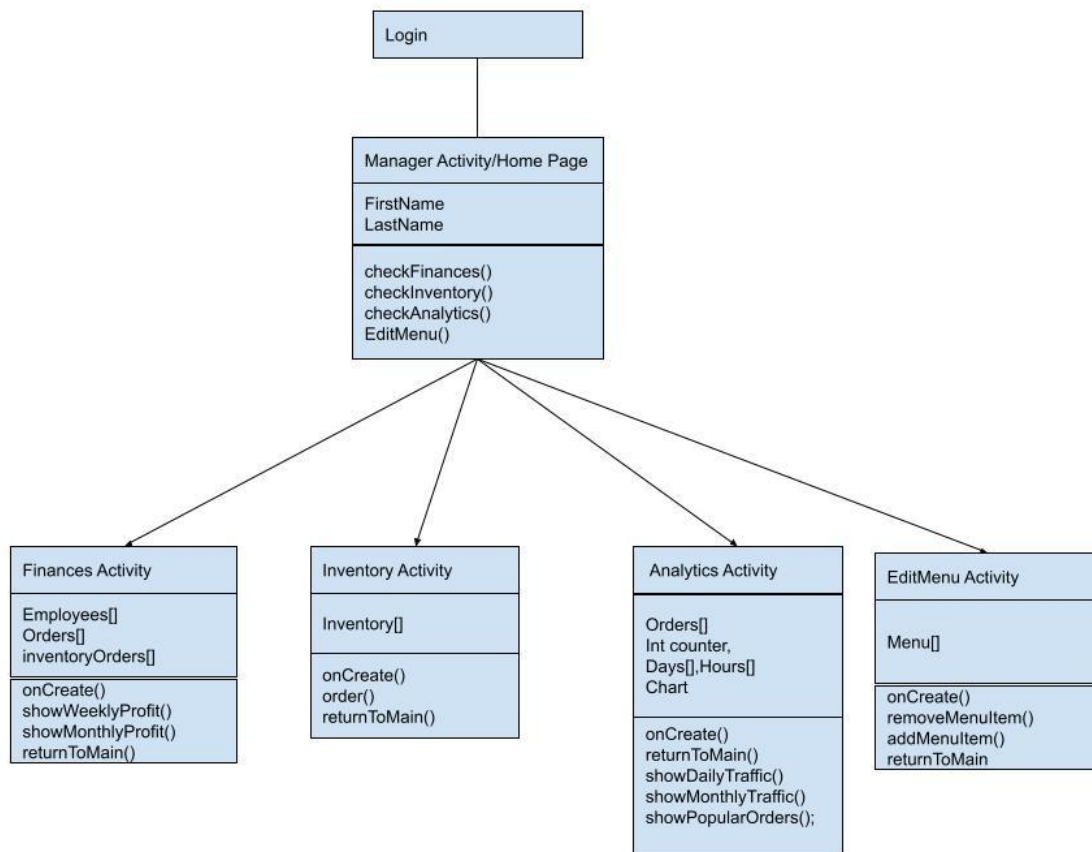 Login
Manager Activity/Home Page
FirstName
LastName
checkFinances()
checkInventory()
checkAnalytics()
EditMenu()
Finances Activity
Employees[]
Orders[]
inventoryOrders[]
onCreate()
showWeeklyProfit()
showMonthlyProfit()
returnToMain()
Inventory Activity
Inventory[]
onCreate()
order()
returnToMain()
Analytics Activity
Orders[]
Int counter,
Days[],Hours[]
Chart
onCreate()
returnToMain()
showDailyTraffic()
showMonthlyTraffic()
showPopularOrders();
EditMenu Activity
Menu[]
onCreate()
removeMenuItem()
addMenuItem()
returnToMain